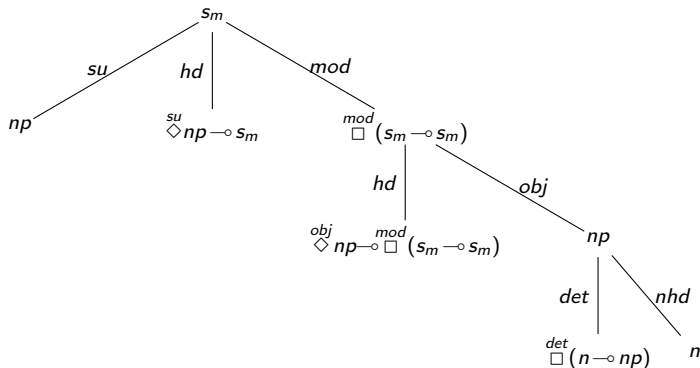 s_m
su
hd
mod
np
◇^su np ⊸ s_m
□^mod (s_m ⊸ s_m)
hd
obj
◇^obj np ⊸ □^mod (s_m ⊸ s_m)
np
det
nhd
□^det (n ⊸ np)
n